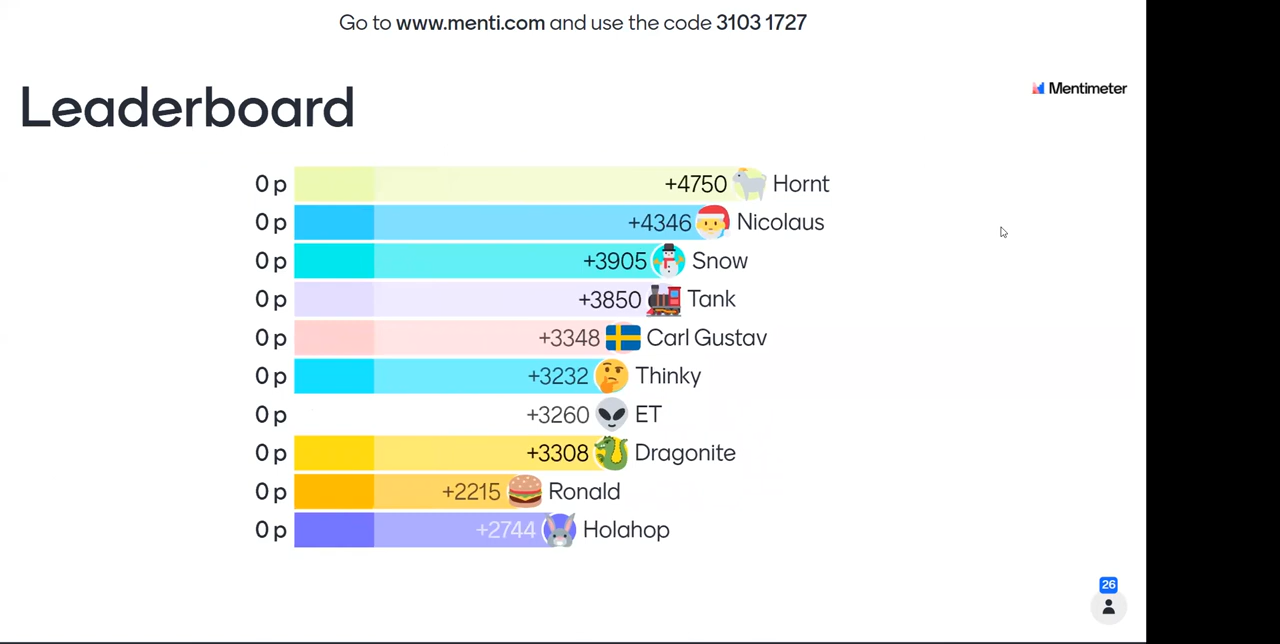 Go to www.menti.com and use the code 3103 1727
Mentimeter
Leaderboard
0 p +4750 Hornt
0 p +4346 Nicolaus
0 p +3905 Snow
0 p +3850 Tank
0 p +3348 Carl Gustav
0 p +3232 Thinky
0 p +3260 ET
0 p +3308 Dragonite
0 p +2215 Ronald
0 p +2744 Holahop
26